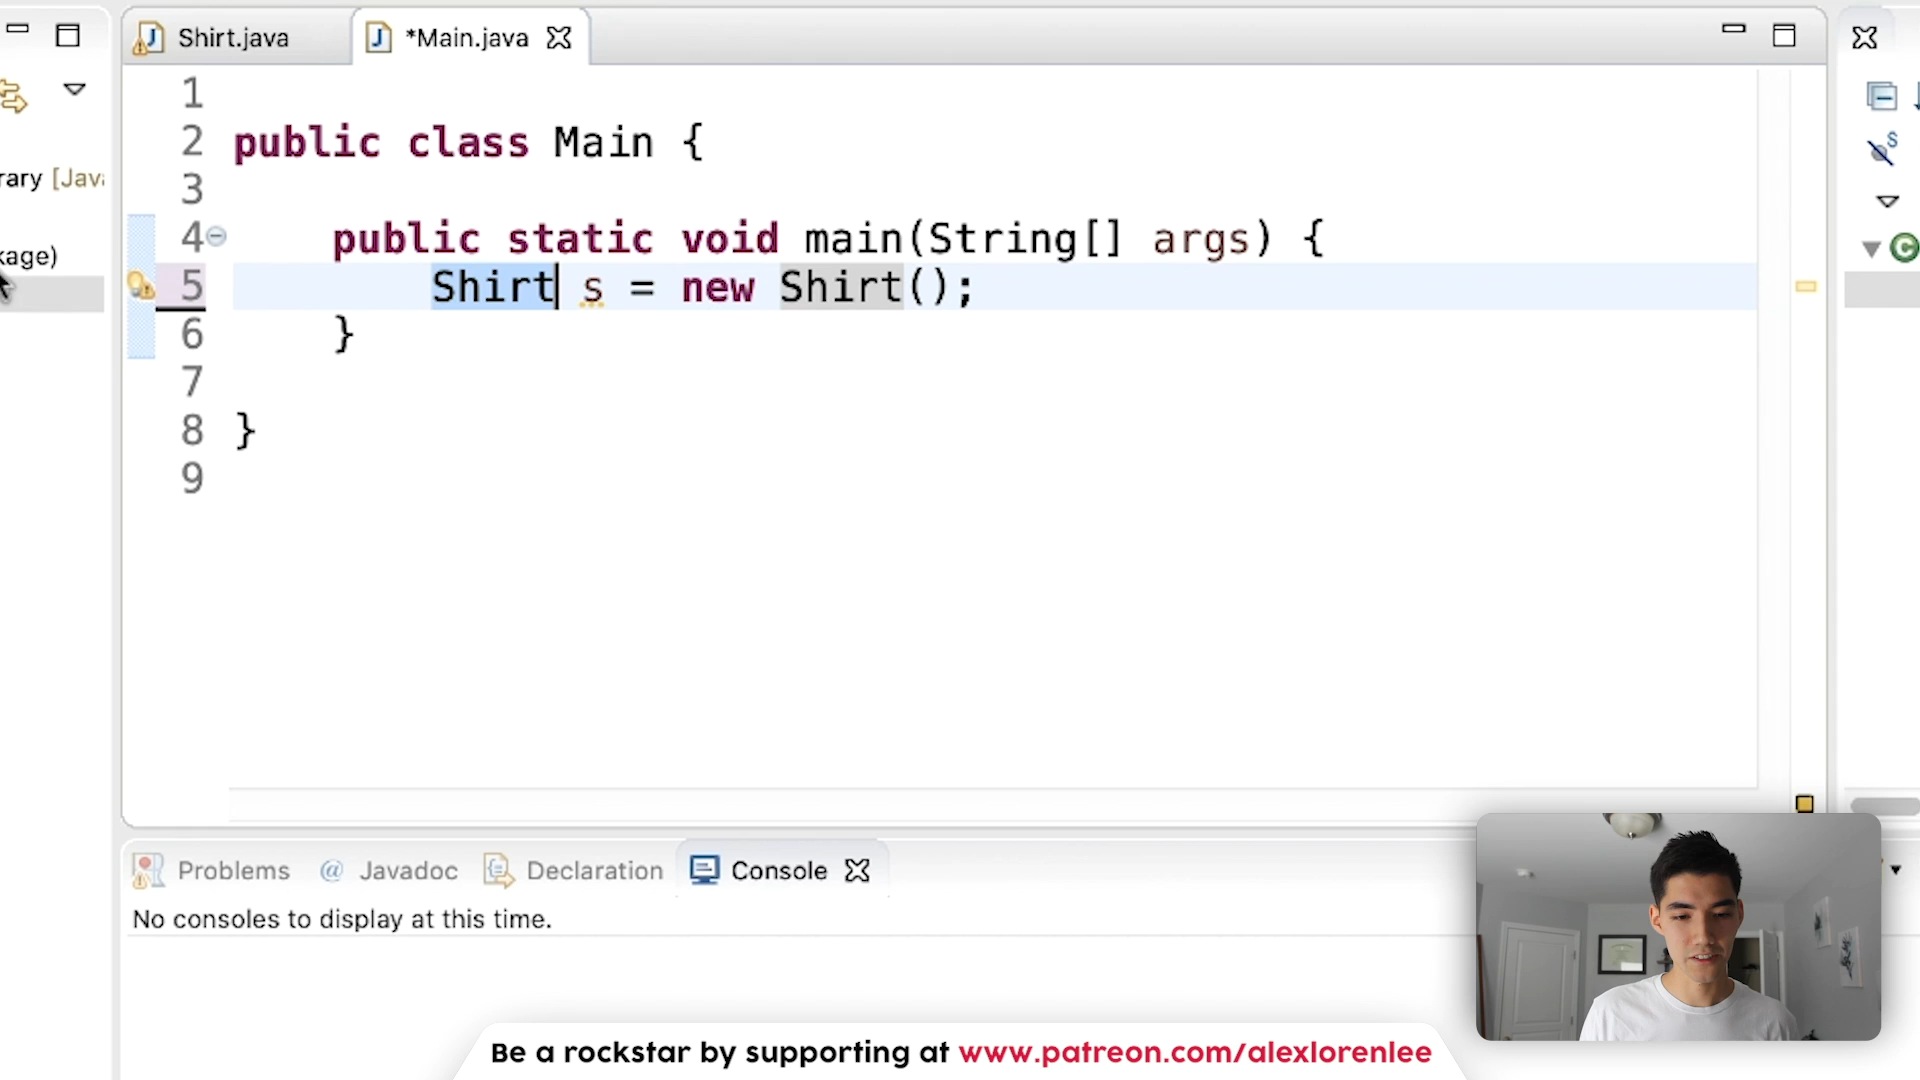 Shirt.java
*Main.java
rary [Java
kage)
1
2 public class Main {
3
4 public static void main(String[] args) {
5 Shirt s = new Shirt();
6 }
7
8 }
9
Problems @ Javadoc Declaration Console
No consoles to display at this time.
Be a rockstar by supporting at www.patreon.com/alexlorenlee